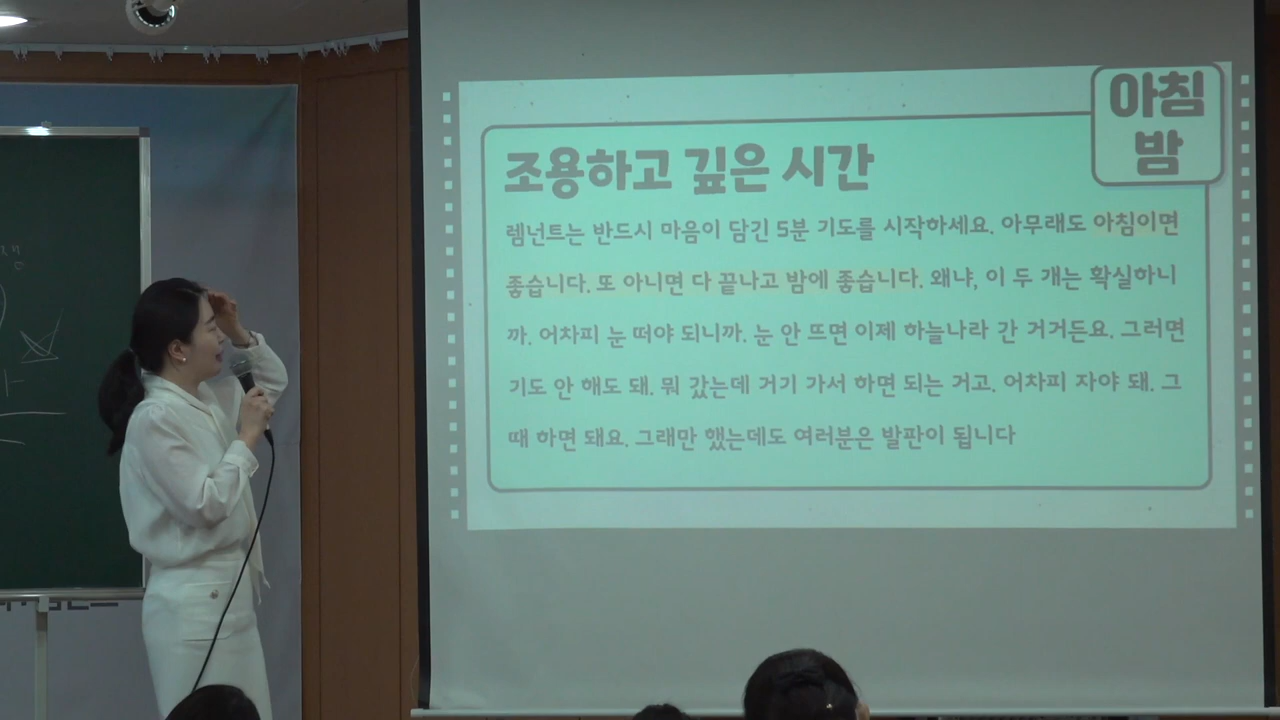 아침
밤
조용하고 깊은 시간
렘넌트는 반드시 마음이 담긴 5분 기도를 시작하세요. 아무래도 아침이면
좋습니다. 또 아니면 다 끝나고 밤에 좋습니다. 왜냐, 이 두 개는 확실하니
까. 어차피 눈 떠야 되니까. 눈 안 뜨면 이제 하늘나라 간 거거든요. 그러면
기도 안 해도 돼. 뭐 갔는데 거기 가서 하면 되는 거고. 어차피 자야 돼. 그
때 하면 돼요. 그래만 했는데도 여러분은 발판이 됩니다